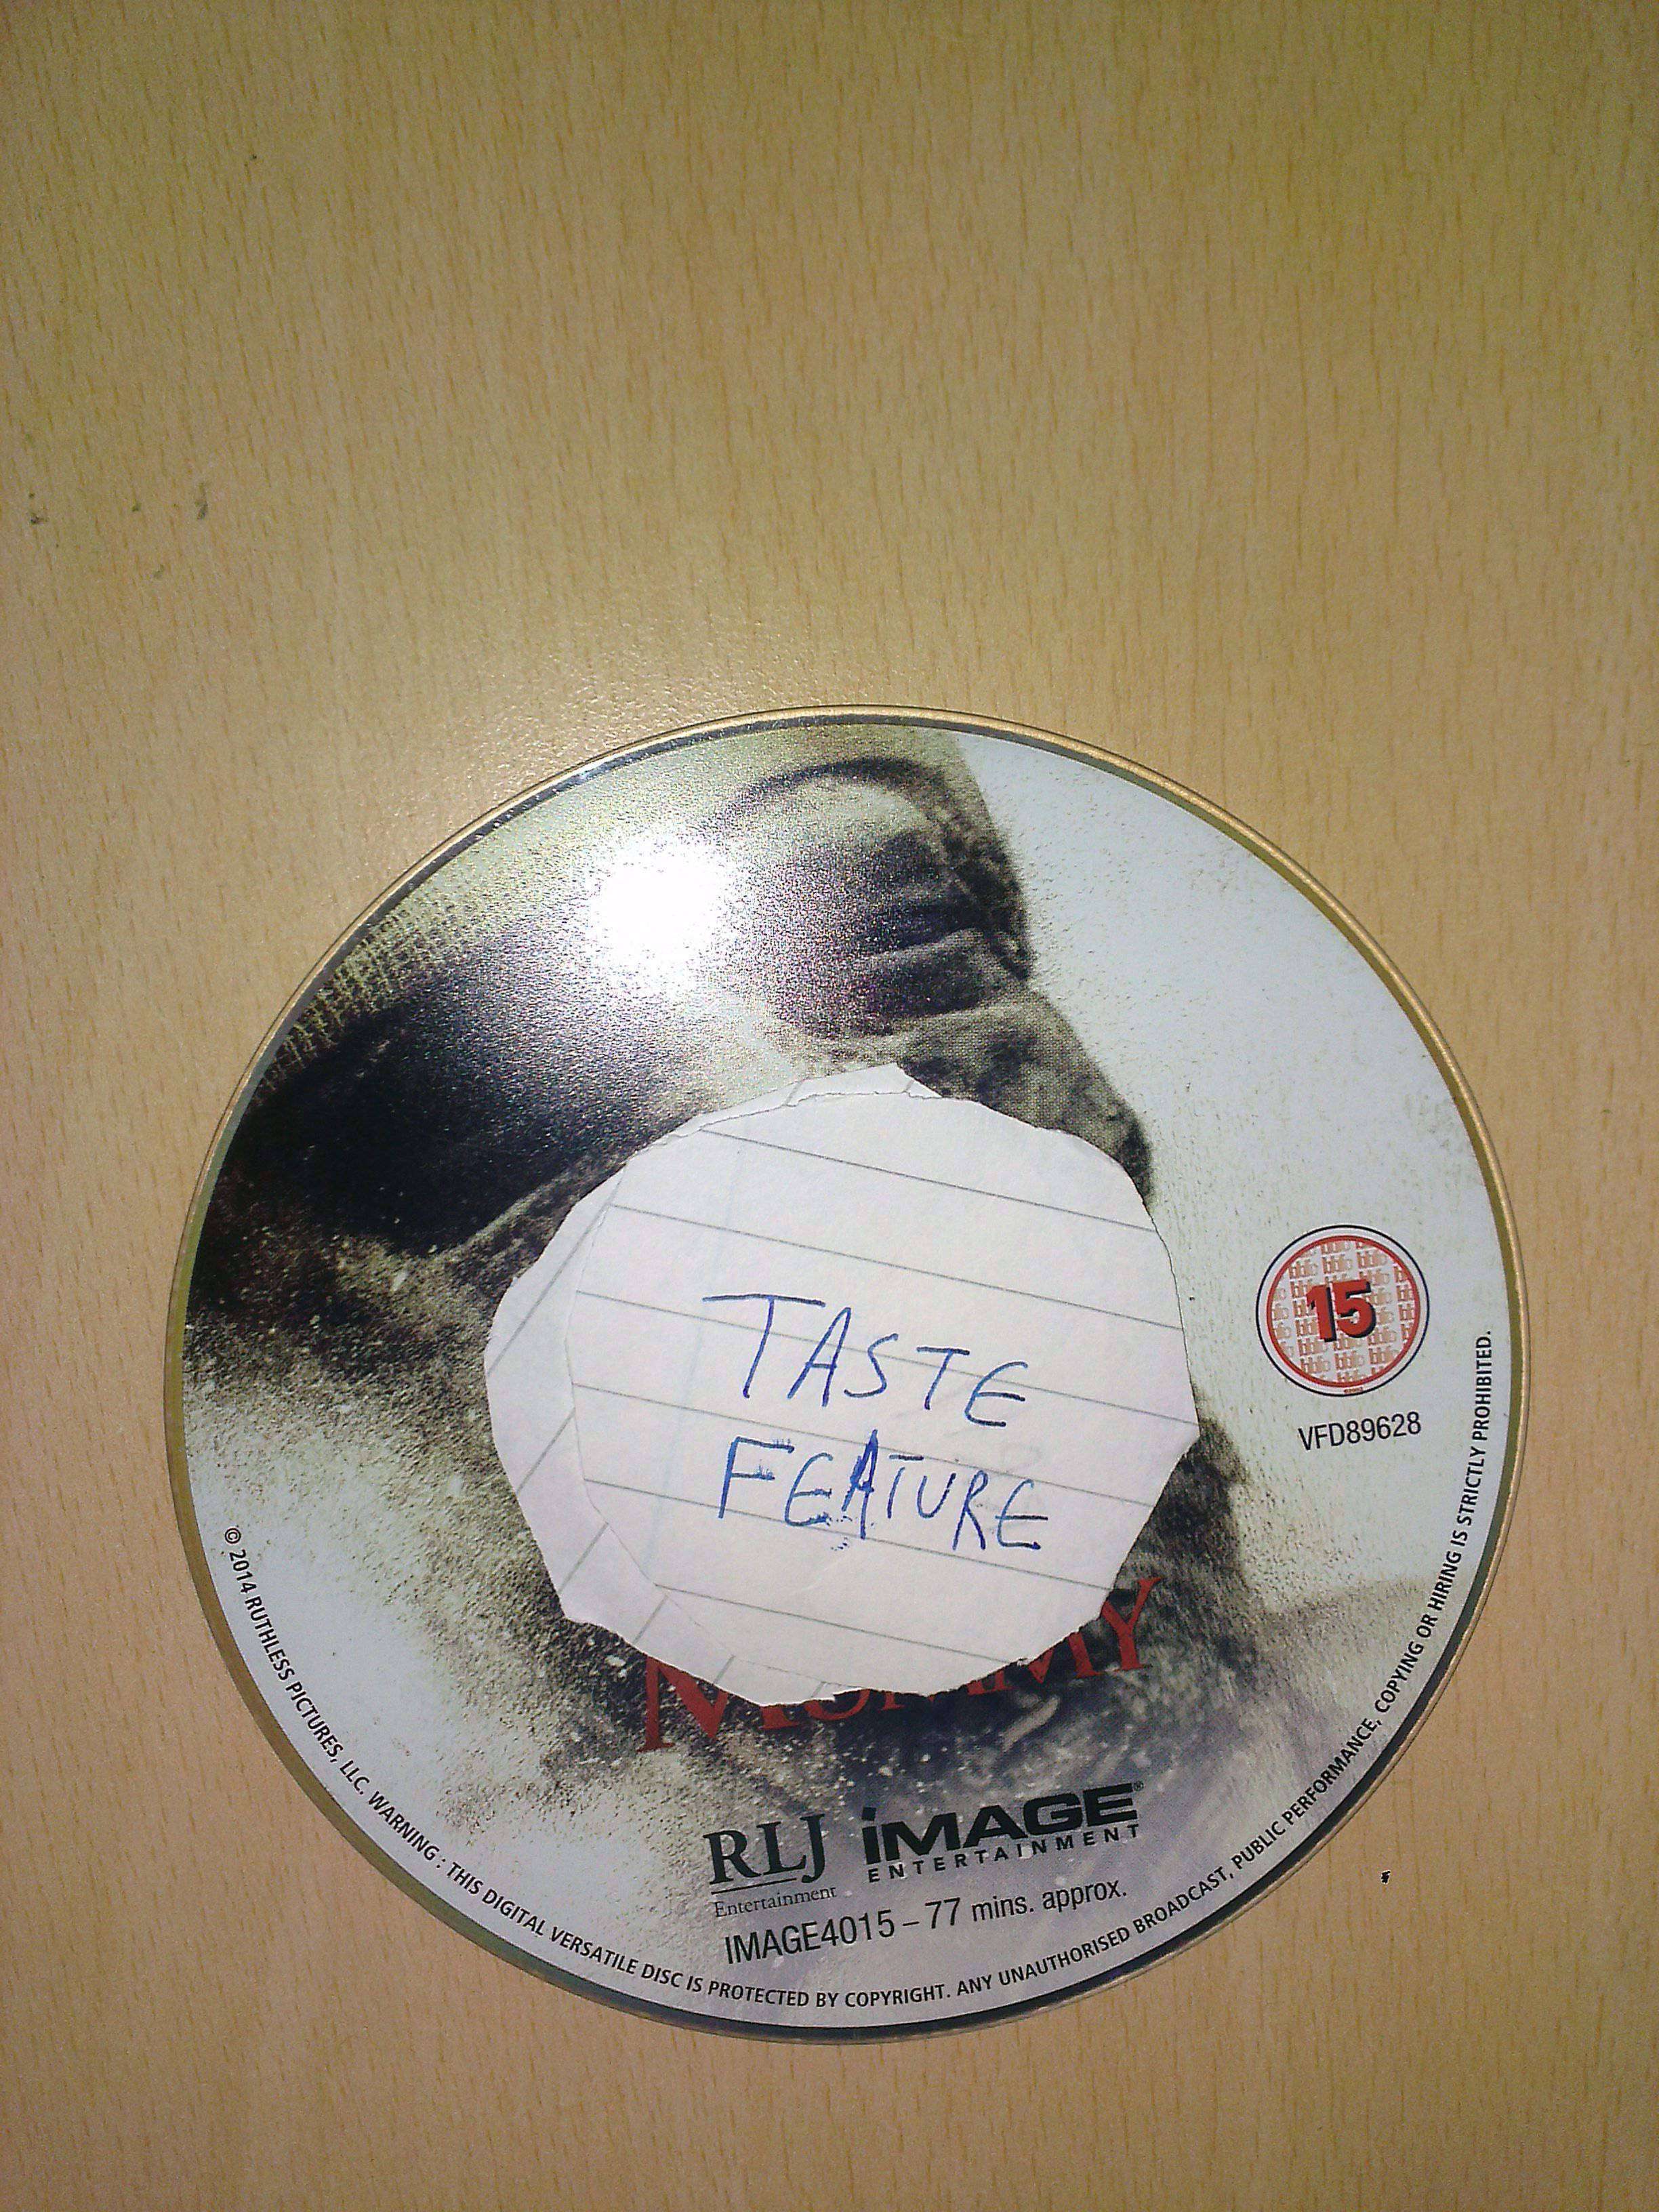 TASTE
FEATURE
15
VFD89628
MUMMY
RLJ
Entertainment
iMAGE®
ENTERTAINMENT
IMAGE4015 – 77 mins. approx.
© 2014 RUTHLESS PICTURES, LLC. WARNING : THIS DIGITAL VERSATILE DISC IS PROTECTED BY COPYRIGHT. ANY UNAUTHORISED BROADCAST, PUBLIC PERFORMANCE, COPYING OR HIRING IS STRICTLY PROHIBITED.